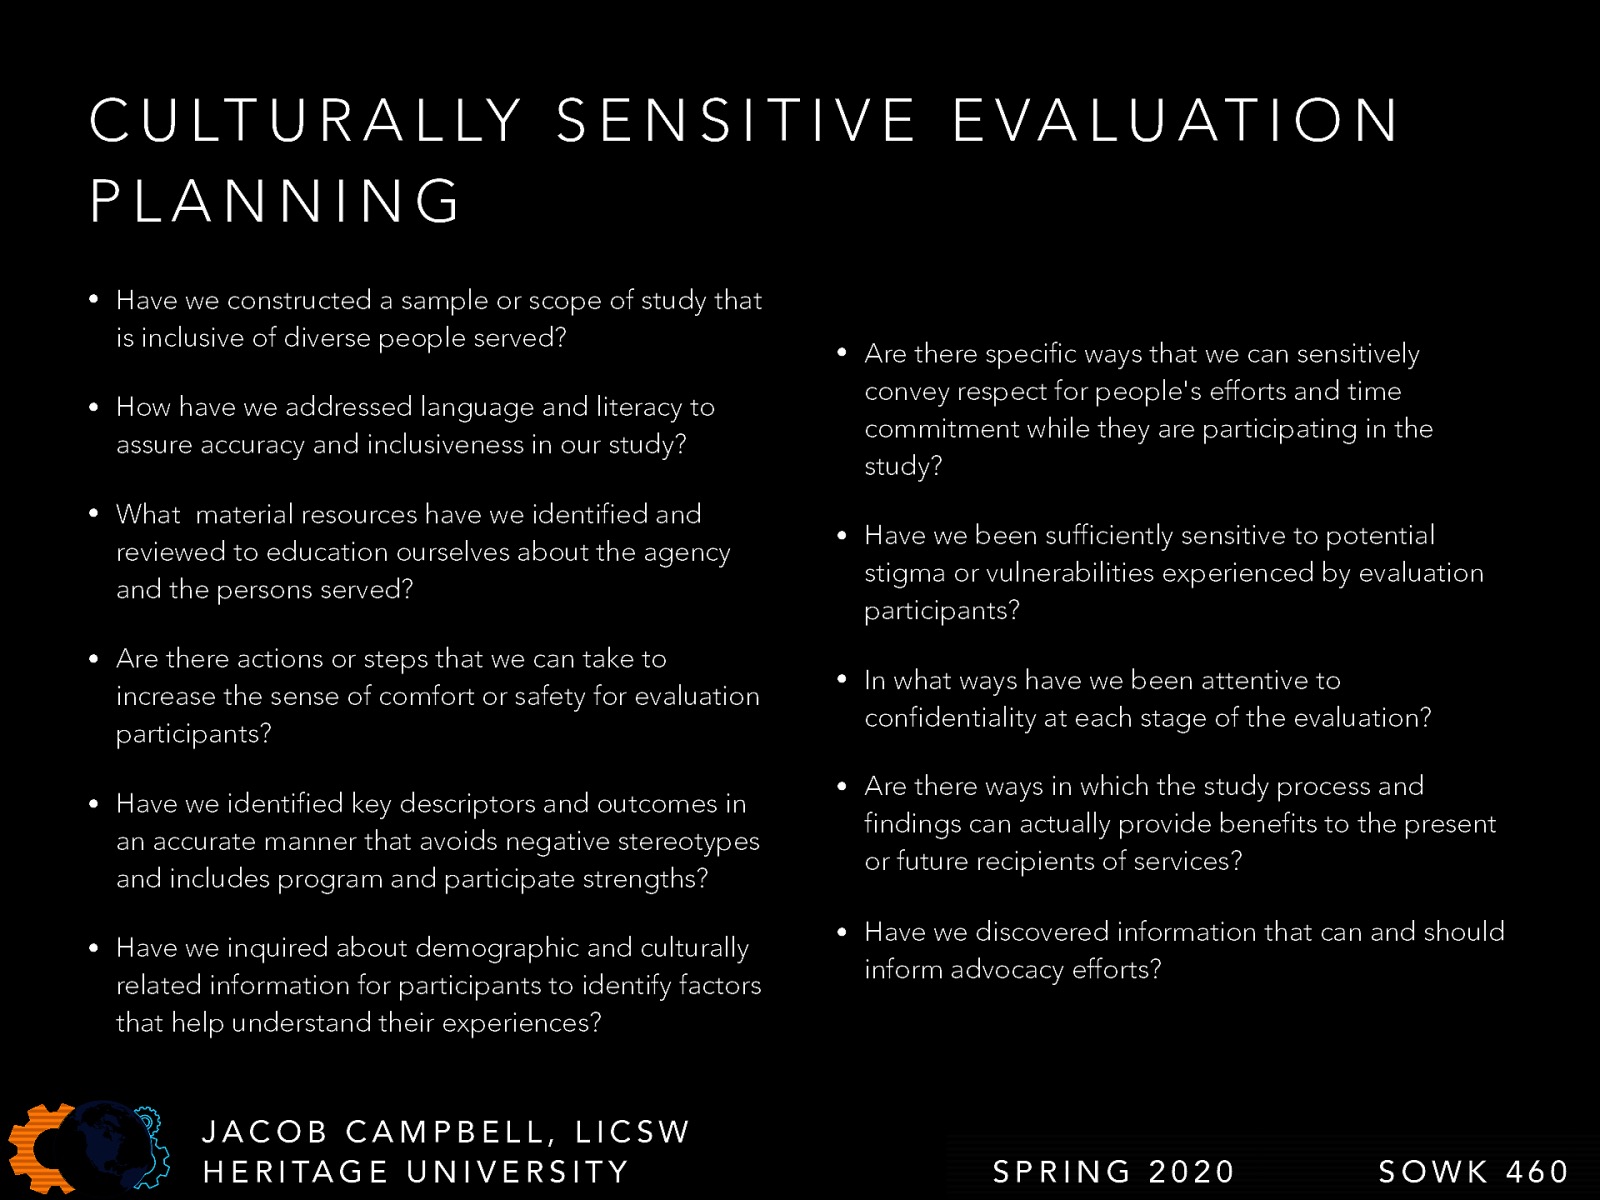 CULTURALLY SENSITIVE EVALUATION
PLANNING
• Have we constructed a sample or scope of study that
is inclusive of diverse people served?
• How have we addressed language and literacy to
assure accuracy and inclusiveness in our study?
• What  material resources have we identified and
reviewed to education ourselves about the agency
and the persons served?
• Are there actions or steps that we can take to
increase the sense of comfort or safety for evaluation
participants?
• Have we identified key descriptors and outcomes in
an accurate manner that avoids negative stereotypes
and includes program and participate strengths?
• Have we inquired about demographic and culturally
related information for participants to identify factors
that help understand their experiences?
• Are there specific ways that we can sensitively
convey respect for people's efforts and time
commitment while they are participating in the
study?
• Have we been sufficiently sensitive to potential
stigma or vulnerabilities experienced by evaluation
participants?
• In what ways have we been attentive to
confidentiality at each stage of the evaluation?
• Are there ways in which the study process and
findings can actually provide benefits to the present
or future recipients of services?
• Have we discovered information that can and should
inform advocacy efforts?
JACOB CAMPBELL, LICSW
HERITAGE UNIVERSITY
SPRING 2020
SOWK 460